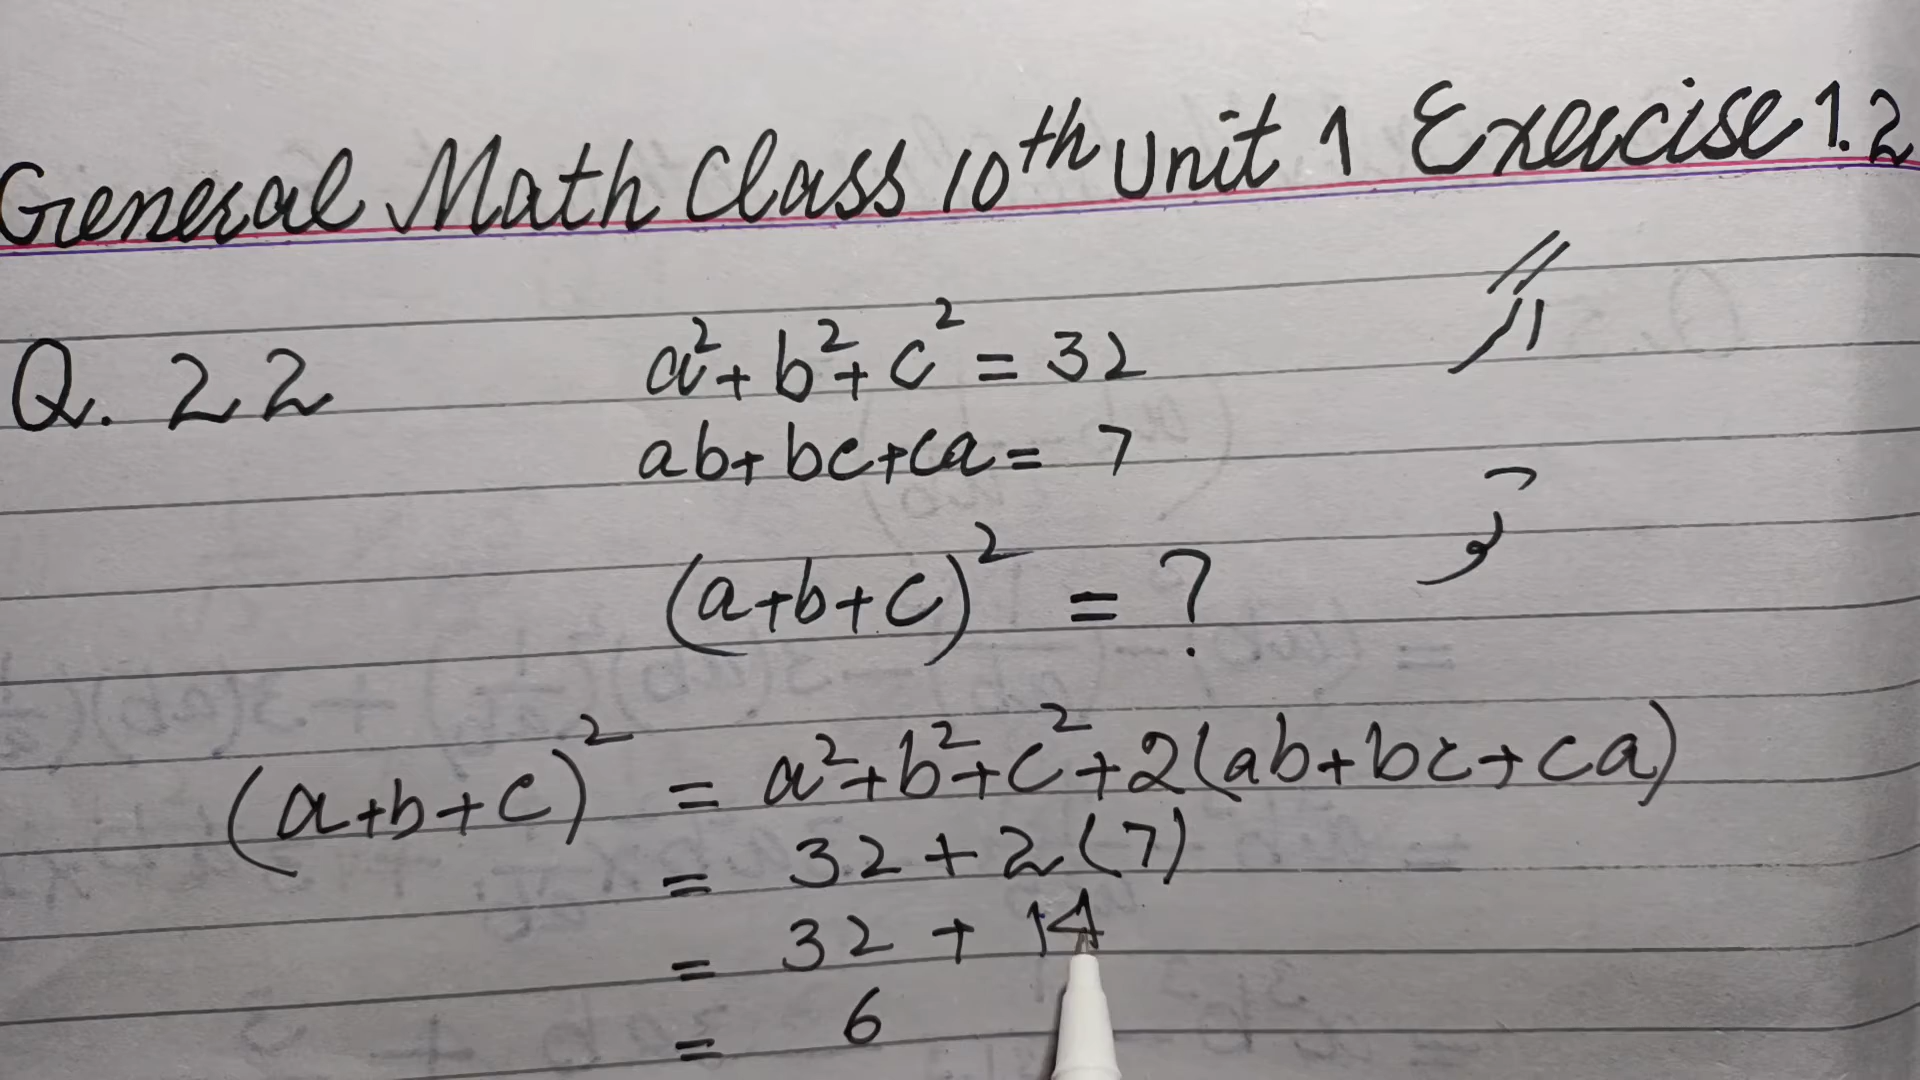 General Math Class 10th Unit 1 Exercise 1.2
Q. 22 a² + b² + c² = 32
ab + bc + ca = 7
(a+b+c)² = ?
(a+b+c)² = a² + b² + c² + 2(ab + bc + ca)
= 32 + 2(7)
= 32 + 14
= 6